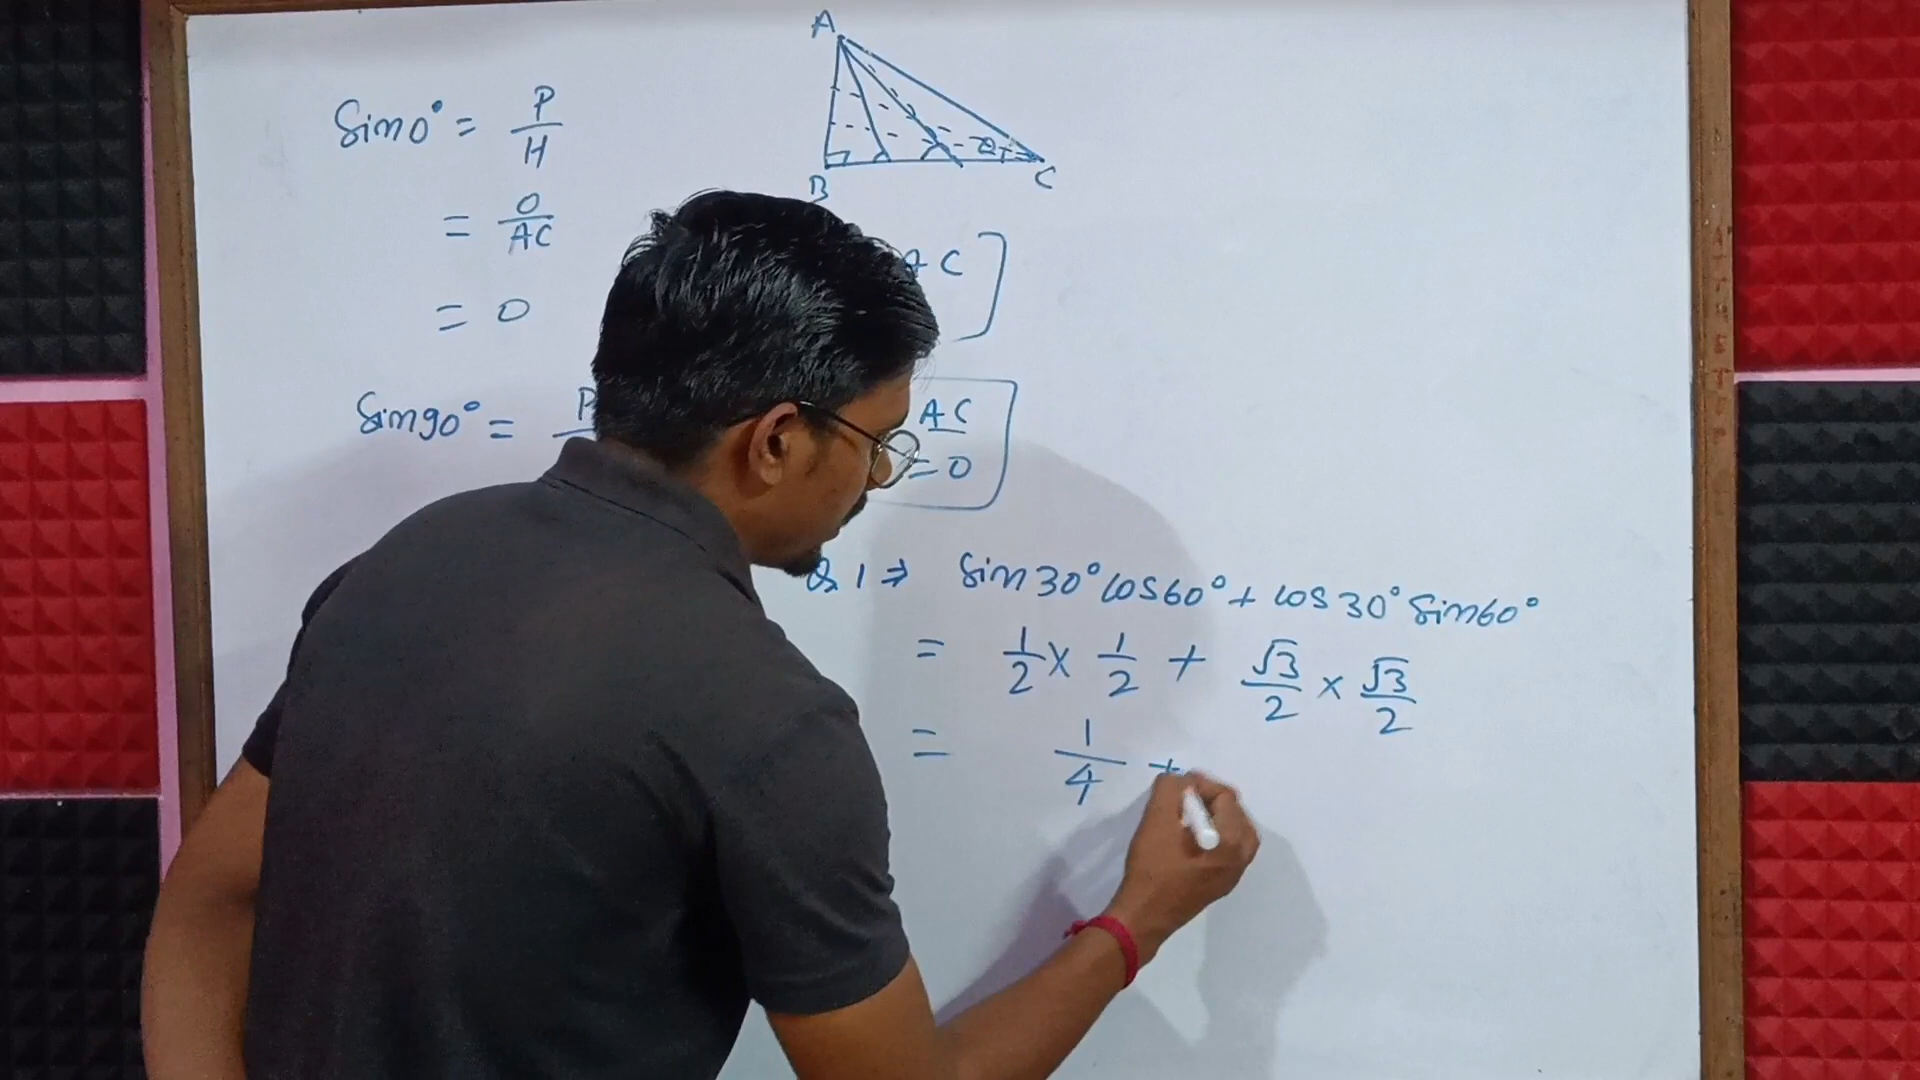 A
B
C
Sin0° = P/H
= 0/AC
= 0
AC
Sin90° = P
AC
= 0
Q.1 ⇒ Sin30° cos60° + cos30° Sin60°
= 1/2 × 1/2 + √3/2 × √3/2
= 1/4 +